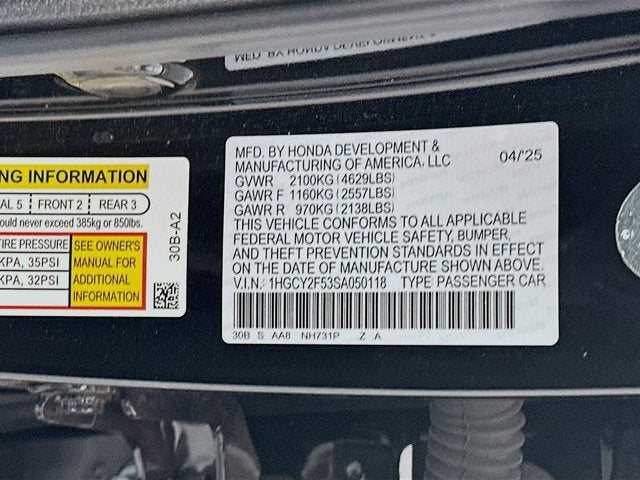 MFD. BY HONDA DEVELOPMENT &
MANUFACTURING OF AMERICA, LLC 04/'25
GVWR 2100KG (4629LBS)
GAWR F 1160KG (2557LBS)
GAWR R 970KG (2138LBS)
THIS VEHICLE CONFORMS TO ALL APPLICABLE
FEDERAL MOTOR VEHICLE SAFETY, BUMPER,
AND THEFT PREVENTION STANDARDS IN EFFECT
ON THE DATE OF MANUFACTURE SHOWN ABOVE.
V.I.N.: 1HGCY2F53SA050118 TYPE PASSENGER CAR
30B S AA8 NH731P Z A
NG INFORMATION
AL 5 FRONT 2 REAR 3
ould never exceed 385kg or 850lbs.
TIRE PRESSURE
KPA, 35PSI
KPA, 32PSI
SEE OWNER'S
MANUAL FOR
ADDITIONAL
INFORMATION
30B-A2